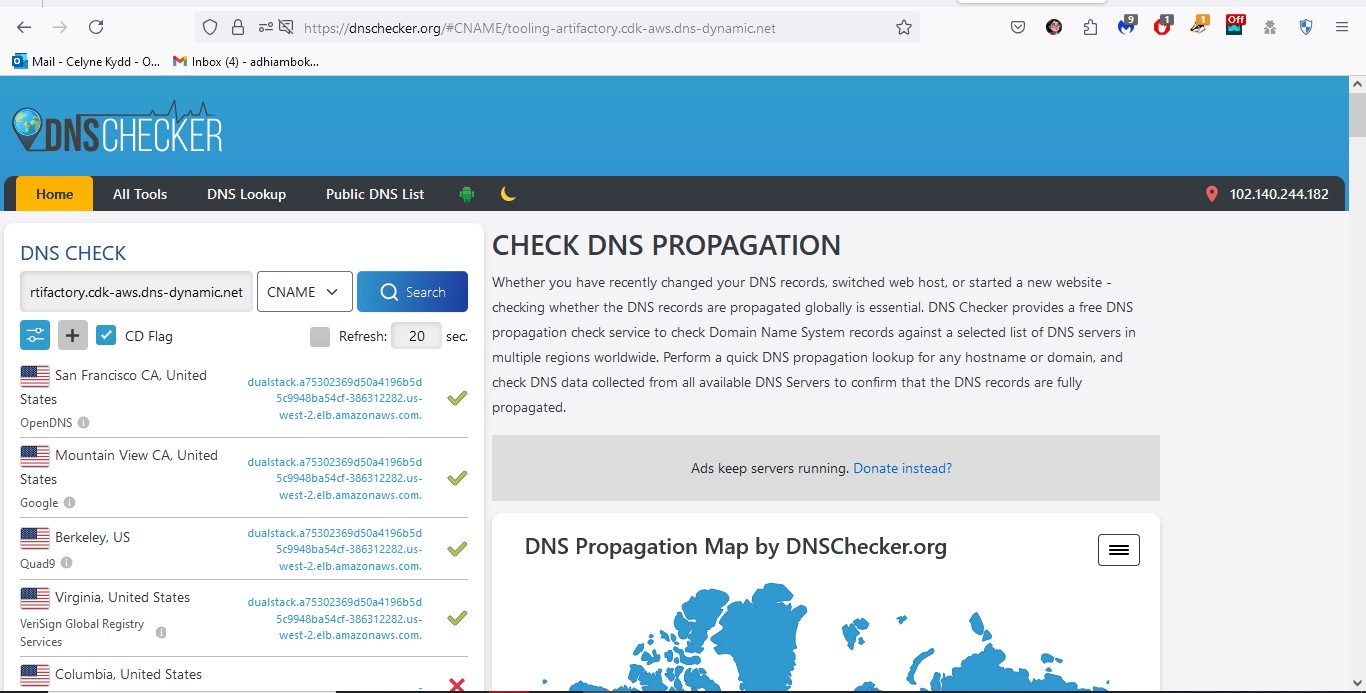 https://dnschecker.org/#CNAME/tooling-artifactory.cdk-aws.dns-dynamic.net
9
1
1
Off
Mail - Celyne Kydd - O...
Inbox (4) - adhiambok...
DNSCHECKER
Home
All Tools
DNS Lookup
Public DNS List
102.140.244.182
DNS CHECK
rtifactory.cdk-aws.dns-dynamic.net
CNAME
Search
CD Flag
Refresh:
20
sec.
San Francisco CA, United
States
OpenDNS
dualstack.a75302369d50a4196b5d
5c9948ba54cf-386312282.us-
west-2.elb.amazonaws.com.
Mountain View CA, United
States
Google
dualstack.a75302369d50a4196b5d
5c9948ba54cf-386312282.us-
west-2.elb.amazonaws.com.
Berkeley, US
Quad9
dualstack.a75302369d50a4196b5d
5c9948ba54cf-386312282.us-
west-2.elb.amazonaws.com.
Virginia, United States
VeriSign Global Registry
Services
dualstack.a75302369d50a4196b5d
5c9948ba54cf-386312282.us-
west-2.elb.amazonaws.com.
Columbia, United States
CHECK DNS PROPAGATION
Whether you have recently changed your DNS records, switched web host, or started a new website -
checking whether the DNS records are propagated globally is essential. DNS Checker provides a free DNS
propagation check service to check Domain Name System records against a selected list of DNS servers in
multiple regions worldwide. Perform a quick DNS propagation lookup for any hostname or domain, and
check DNS data collected from all available DNS Servers to confirm that the DNS records are fully
propagated.
Ads keep servers running. Donate instead?
DNS Propagation Map by DNSChecker.org